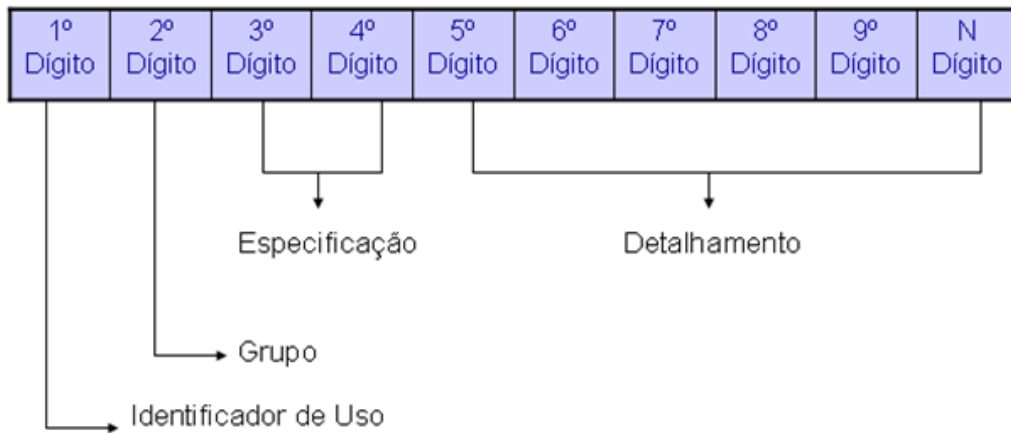 1º Dígito
2º Dígito
3º Dígito
4º Dígito
5º Dígito
6º Dígito
7º Dígito
8º Dígito
9º Dígito
N Dígito
Especificação
Detalhamento
Grupo
Identificador de Uso